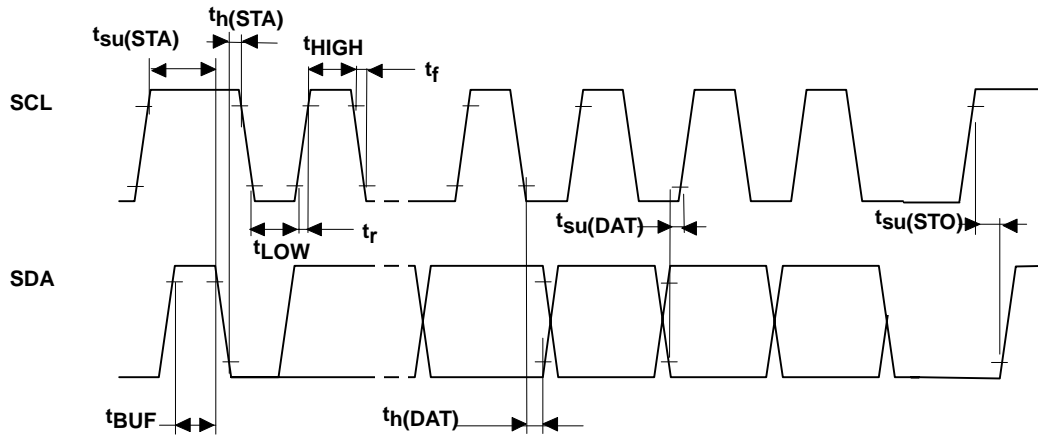 th(STA)
tsu(STA)
tHIGH
tf
SCL
tsu(DAT)
tsu(STO)
tLOW
tr
SDA
tBUF
th(DAT)